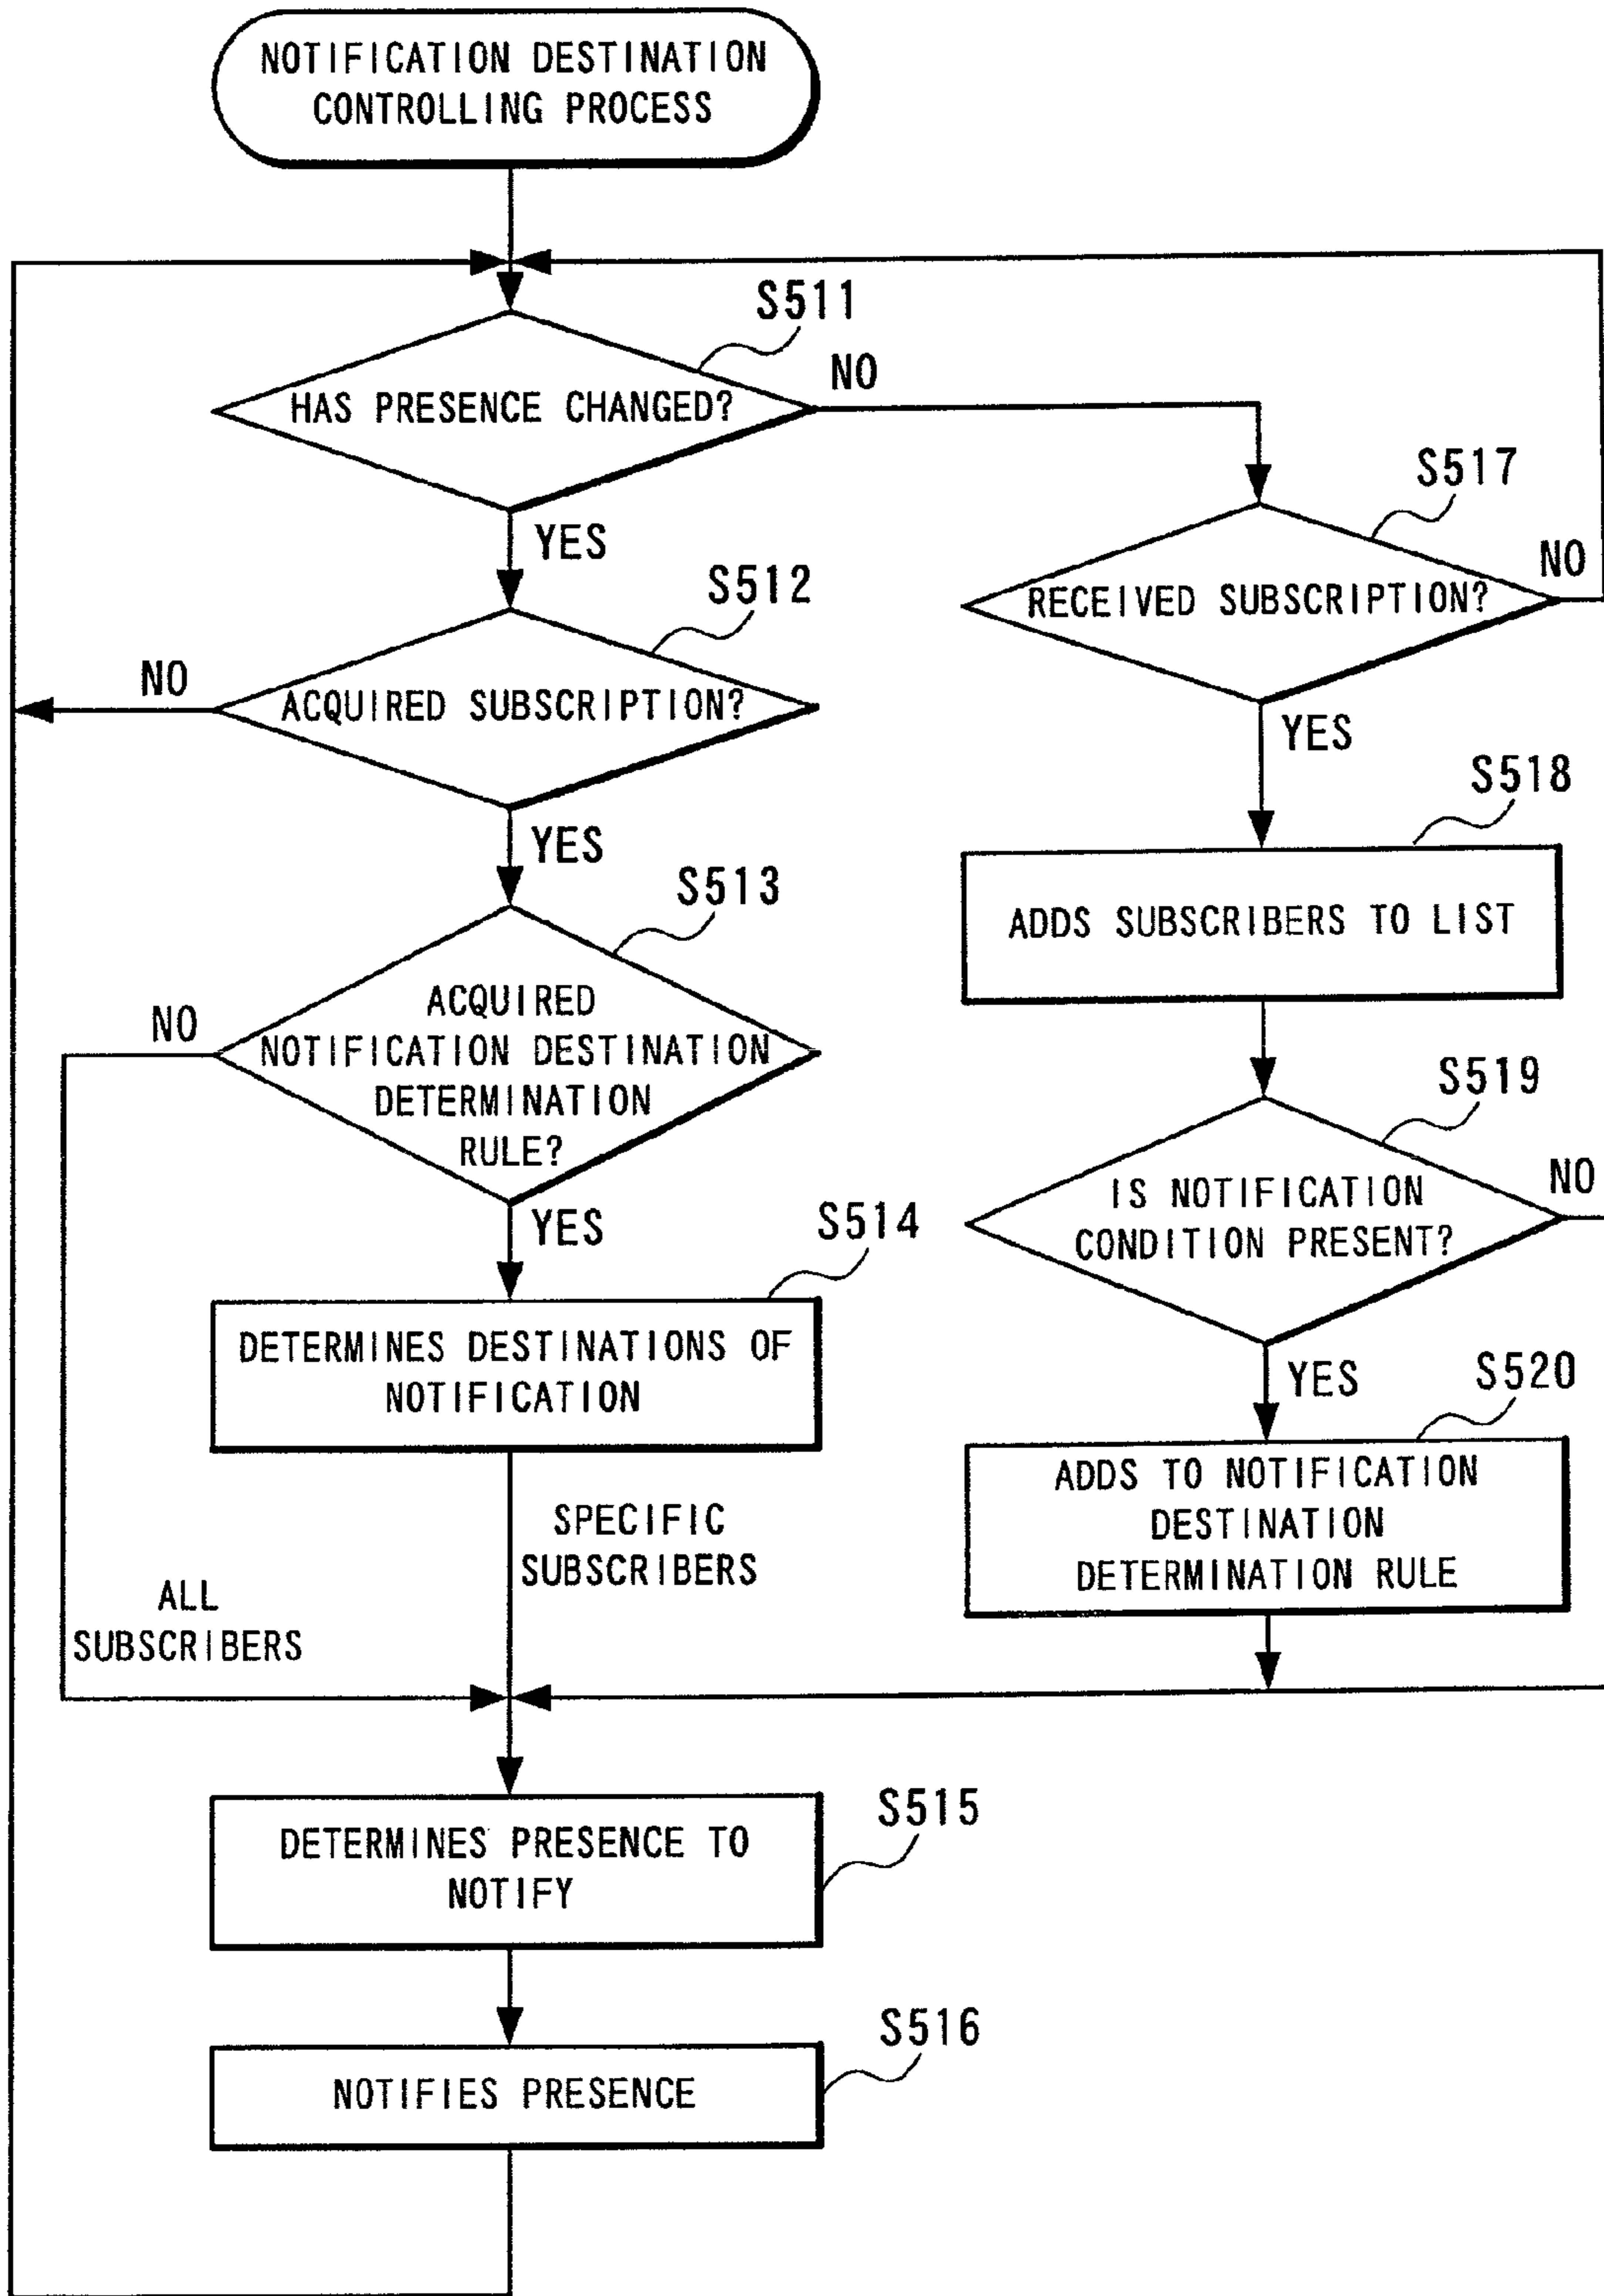 NOTIFICATION DESTINATION
CONTROLLING PROCESS
S511
HAS PRESENCE CHANGED?
NO
YES
S517
RECEIVED SUBSCRIPTION?
NO
YES
S512
ACQUIRED SUBSCRIPTION?
NO
YES
S518
ADDS SUBSCRIBERS TO LIST
S513
ACQUIRED
NOTIFICATION DESTINATION
DETERMINATION
RULE?
NO
YES
S519
IS NOTIFICATION
CONDITION PRESENT?
NO
YES
S514
DETERMINES DESTINATIONS OF
NOTIFICATION
S520
ADDS TO NOTIFICATION
DESTINATION
DETERMINATION RULE
SPECIFIC
SUBSCRIBERS
ALL
SUBSCRIBERS
S515
DETERMINES PRESENCE TO
NOTIFY
S516
NOTIFIES PRESENCE